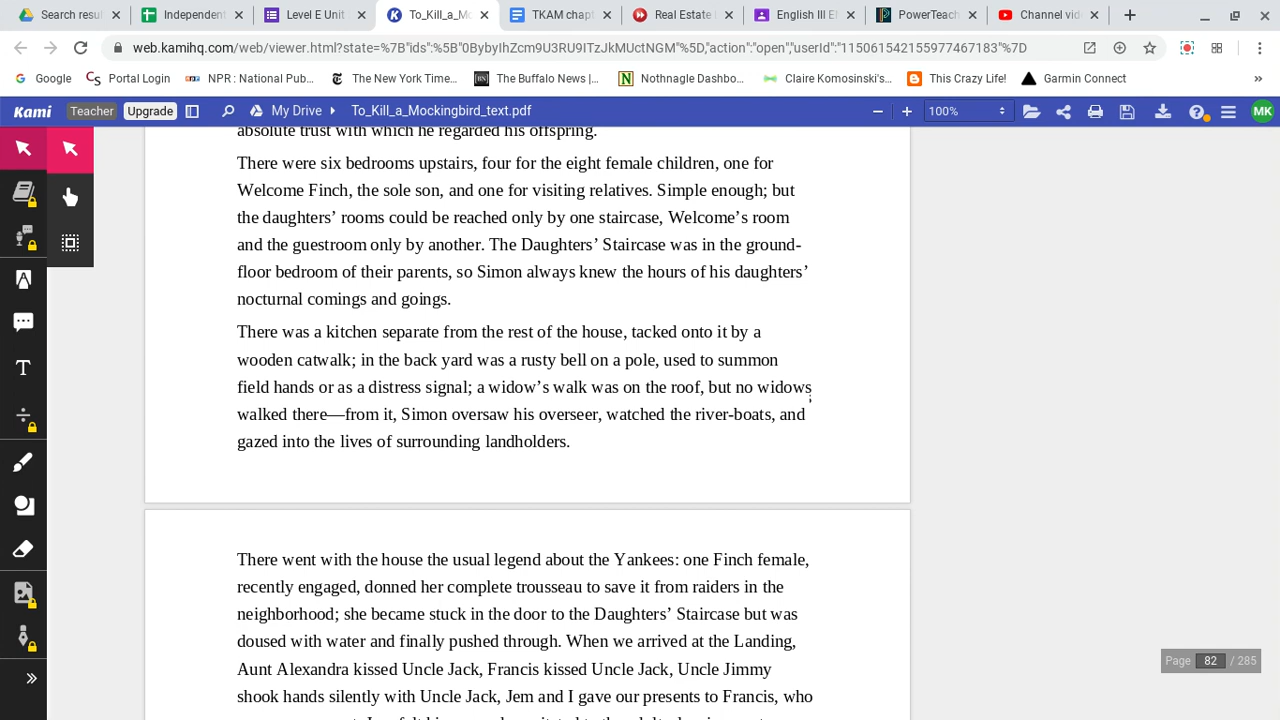 Search resul
Independent
Level E Unit
To_Kill_a_Mo
TKAM chapt
Real Estate
English III E
PowerTeach
Channel vid
web.kamihq.com/web/viewer.html?state=%7B"ids":%5B"0BybyIhZcm9U3RU9ITzJkMUctNGM"%5D,"action":"open","userId":"115061542155977467183"%7D
Google
Portal Login
NPR : National Pub...
The New York Time...
The Buffalo News |...
Nothnagle Dashbo...
Claire Komosinski's...
This Crazy Life!
Garmin Connect
Kami
Teacher
Upgrade
My Drive
To_Kill_a_Mockingbird_text.pdf
100%
MK
absolute trust with which he regarded his offspring.
There were six bedrooms upstairs, four for the eight female children, one for
Welcome Finch, the sole son, and one for visiting relatives. Simple enough; but
the daughters’ rooms could be reached only by one staircase, Welcome’s room
and the guestroom only by another. The Daughters’ Staircase was in the ground-
floor bedroom of their parents, so Simon always knew the hours of his daughters’
nocturnal comings and goings.
There was a kitchen separate from the rest of the house, tacked onto it by a
wooden catwalk; in the back yard was a rusty bell on a pole, used to summon
field hands or as a distress signal; a widow’s walk was on the roof, but no widows
walked there—from it, Simon oversaw his overseer, watched the river-boats, and
gazed into the lives of surrounding landholders.
There went with the house the usual legend about the Yankees: one Finch female,
recently engaged, donned her complete trousseau to save it from raiders in the
neighborhood; she became stuck in the door to the Daughters’ Staircase but was
doused with water and finally pushed through. When we arrived at the Landing,
Aunt Alexandra kissed Uncle Jack, Francis kissed Uncle Jack, Uncle Jimmy
shook hands silently with Uncle Jack, Jem and I gave our presents to Francis, who
Page 82 / 285